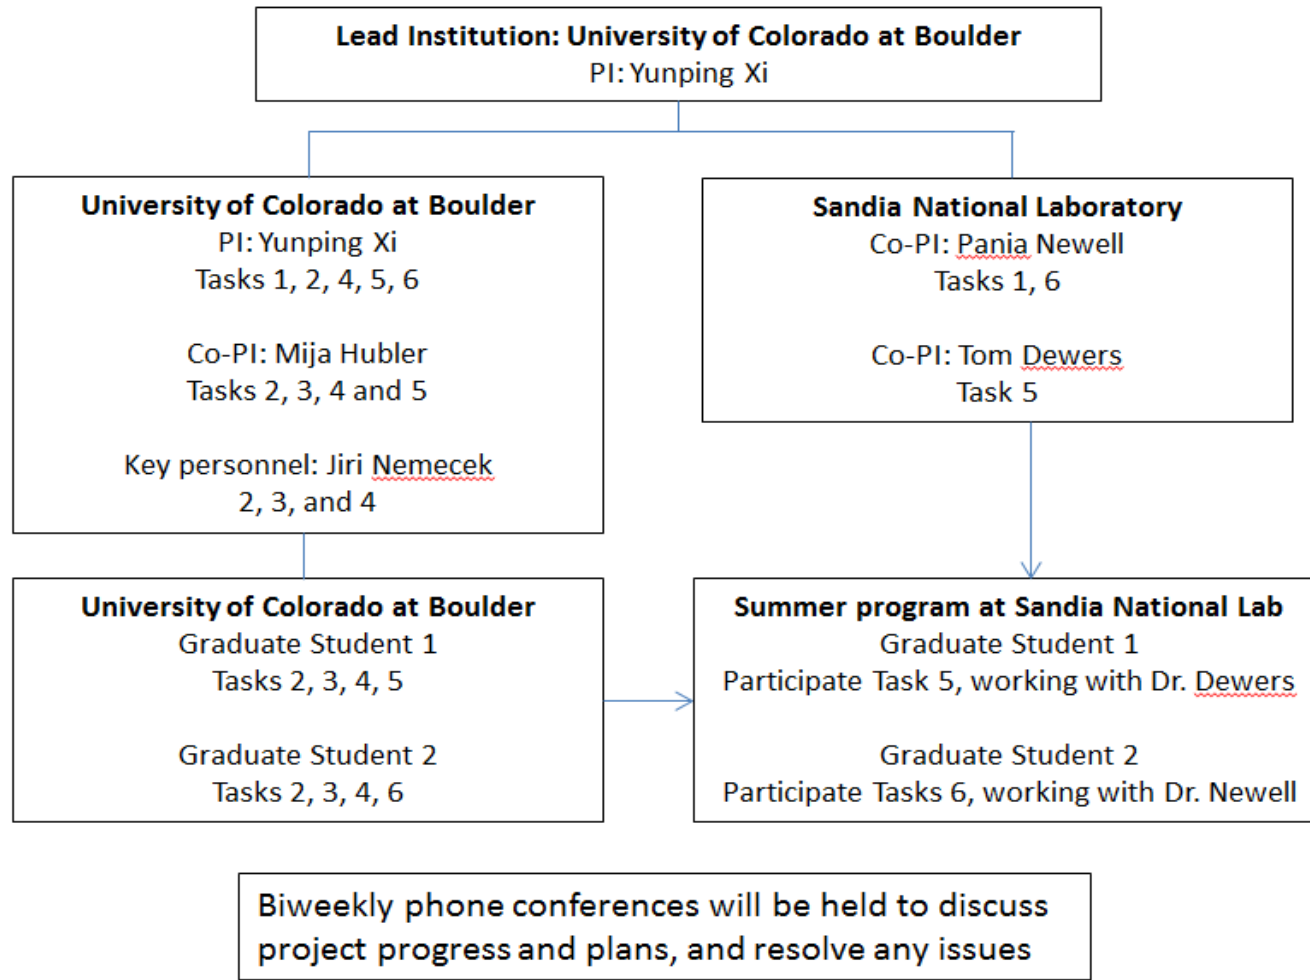 Lead Institution: University of Colorado at Boulder
PI: Yunping Xi
University of Colorado at Boulder
PI: Yunping Xi
Tasks 1, 2, 4, 5, 6
Co-PI: Mija Hubler
Tasks 2, 3, 4 and 5
Key personnel: Jiri Nemecek
2, 3, and 4
Sandia National Laboratory
Co-PI: Pania Newell
Tasks 1, 6
Co-PI: Tom Dewers
Task 5
University of Colorado at Boulder
Graduate Student 1
Tasks 2, 3, 4, 5
Graduate Student 2
Tasks 2, 3, 4, 6
Summer program at Sandia National Lab
Graduate Student 1
Participate Task 5, working with Dr. Dewers
Graduate Student 2
Participate Tasks 6, working with Dr. Newell
Biweekly phone conferences will be held to discuss
project progress and plans, and resolve any issues